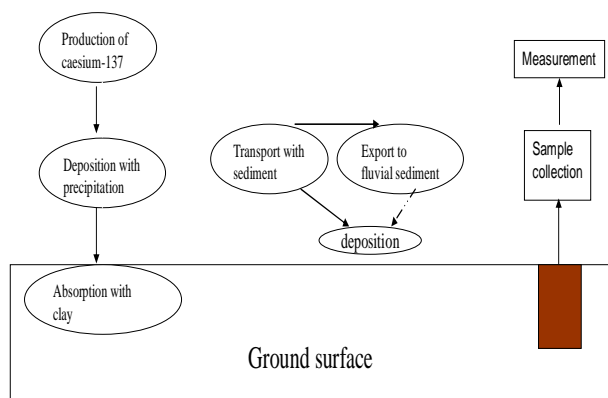 Production of
caesium-137
Deposition with
precipitation
Absorption with
clay
Transport with
sediment
Export to
fluvial sediment
deposition
Measurement
Sample
collection
Ground surface